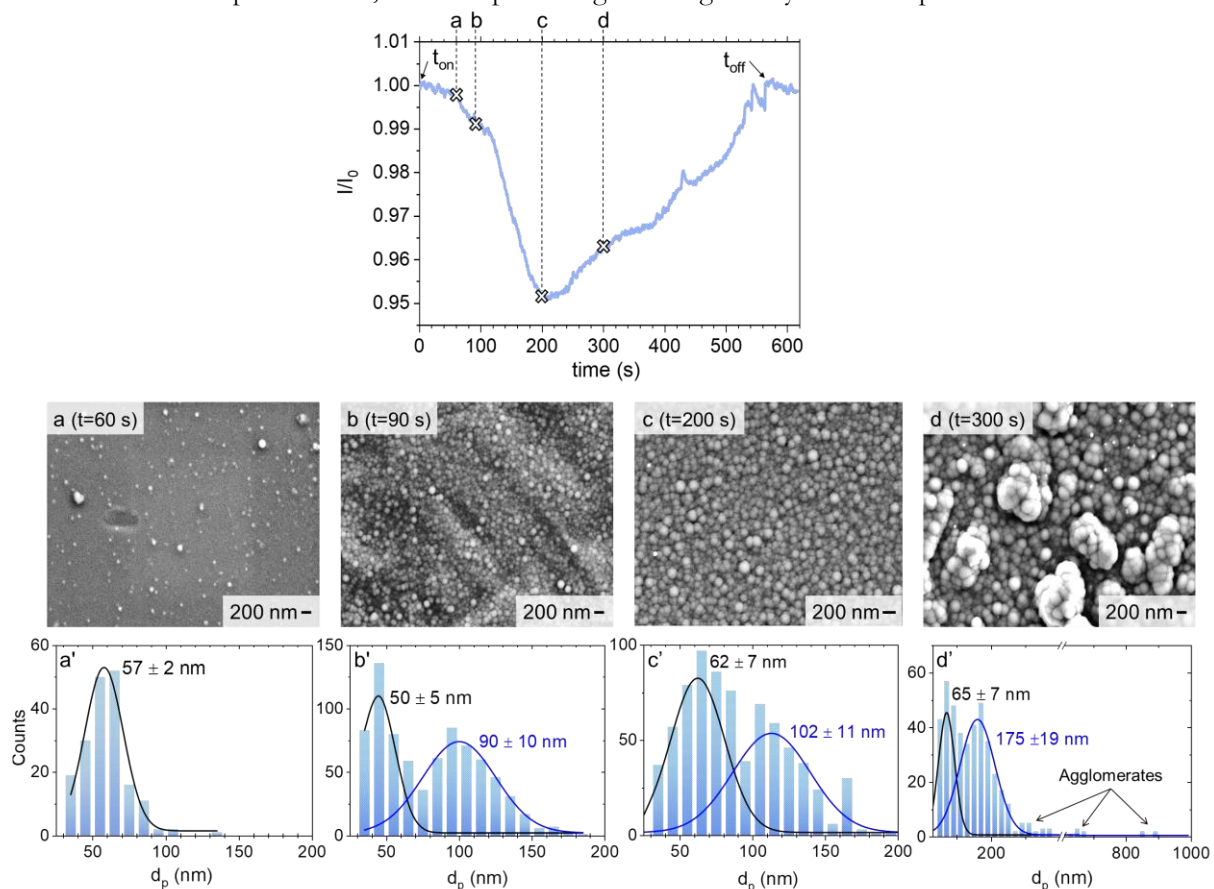 a b c d
t_on
t_off
1.01
1.00
0.99
0.98
0.97
0.96
0.95
I/I_0
0 100 200 300 400 500 600
time (s)
a (t=60 s)
200 nm
b (t=90 s)
200 nm
c (t=200 s)
200 nm
d (t=300 s)
200 nm
a'
57 ± 2 nm
60
40
20
0
Counts
50 100 150 200
d_p (nm)
b'
50 ± 5 nm
90 ± 10 nm
150
100
50
0
50 100 150 200
d_p (nm)
c’
62 ± 7 nm
102 ± 11 nm
100
50
0
50 100 150 200
d_p (nm)
d’
65 ± 7 nm
175 ±19 nm
Agglomerates
60
40
20
0
200 800 1000
d_p (nm)